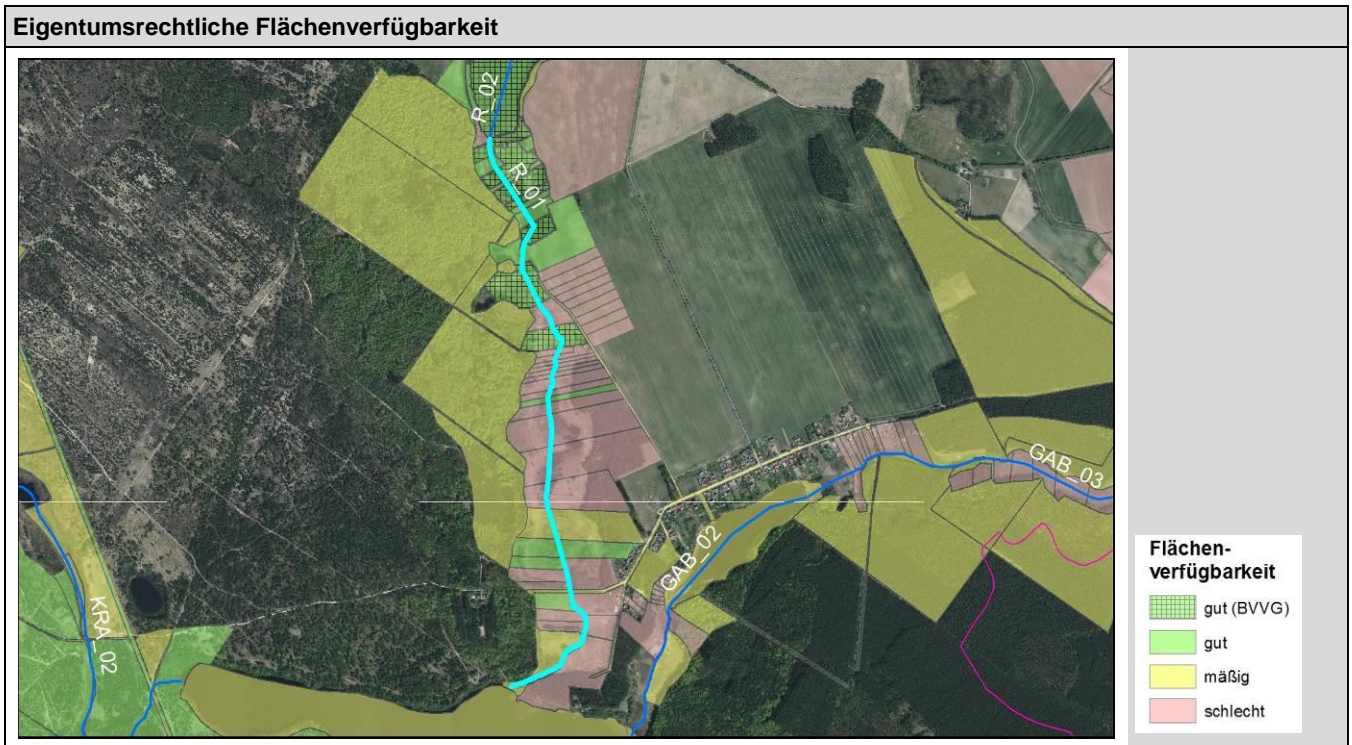 Eigentumsrechtliche Flächenverfügbarkeit
R_02
R_01
GAB_03
GAB_02
KRA_02
Flächen-
verfügbarkeit
gut (BVVG)
gut
mäßig
schlecht